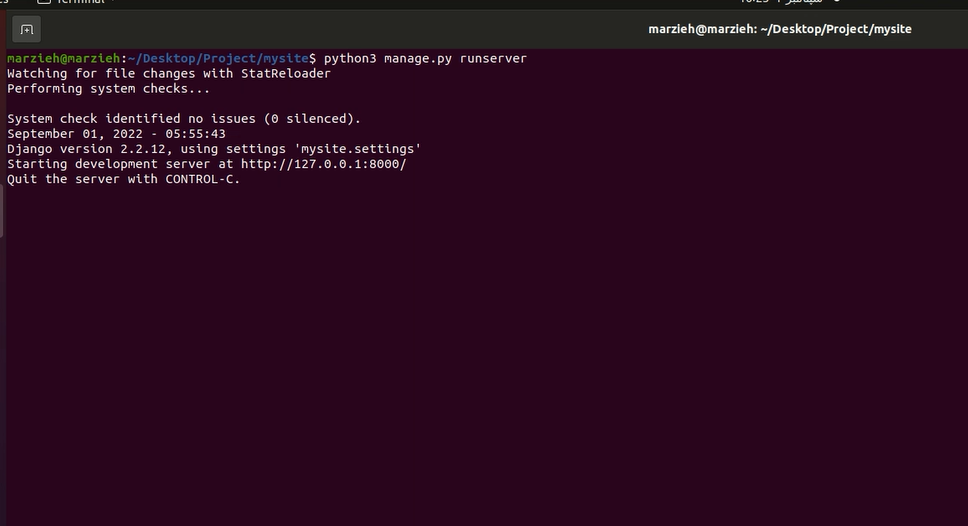 marzieh@marzieh: ~/Desktop/Project/mysite
marzieh@marzieh:~/Desktop/Project/mysite$ python3 manage.py runserver
Watching for file changes with StatReloader
Performing system checks...
System check identified no issues (0 silenced).
September 01, 2022 - 05:55:43
Django version 2.2.12, using settings 'mysite.settings'
Starting development server at http://127.0.0.1:8000/
Quit the server with CONTROL-C.